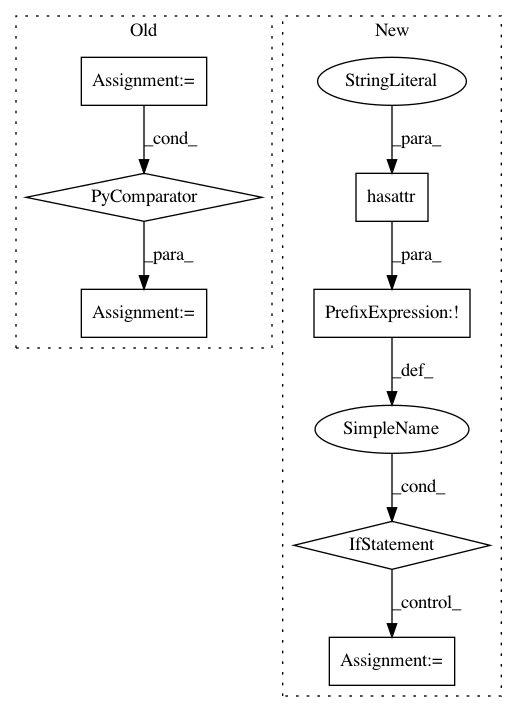 Old
Assignment:=
_cond_
PyComparator
_para_
Assignment:=
New
StringLiteral
_para_
hasattr
_para_
PrefixExpression:!
_def_
SimpleName
_cond_
IfStatement
_control_
Assignment:=